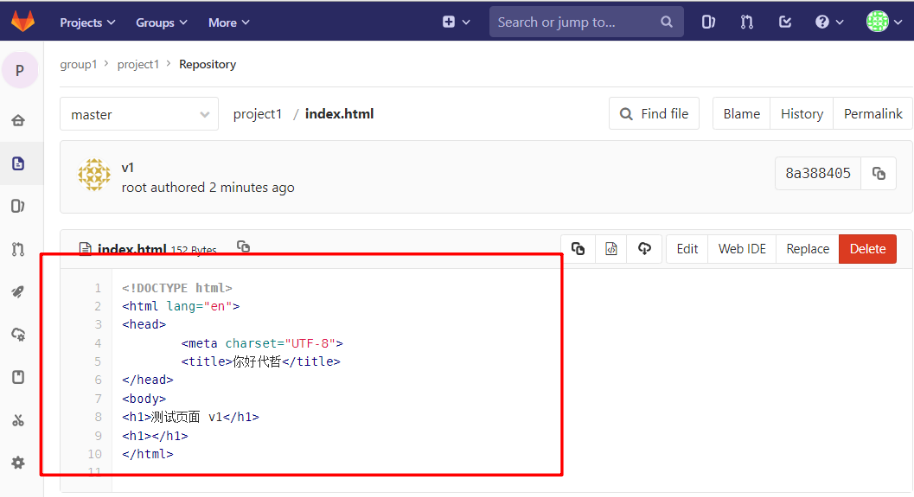 Projects Groups More Search or jump to...
P group1 > project1 > Repository
master project1 / index.html Find file Blame History Permalink
v1
root authored 2 minutes ago 8a388405
index.html 152 Bytes Edit Web IDE Replace Delete
1 <!DOCTYPE html>
2 <html lang="en">
3 <head>
4 <meta charset="UTF-8">
5 <title>你好代哲</title>
6 </head>
7 <body>
8 <h1>测试页面 v1</h1>
9 <h1></h1>
10 </html>
11